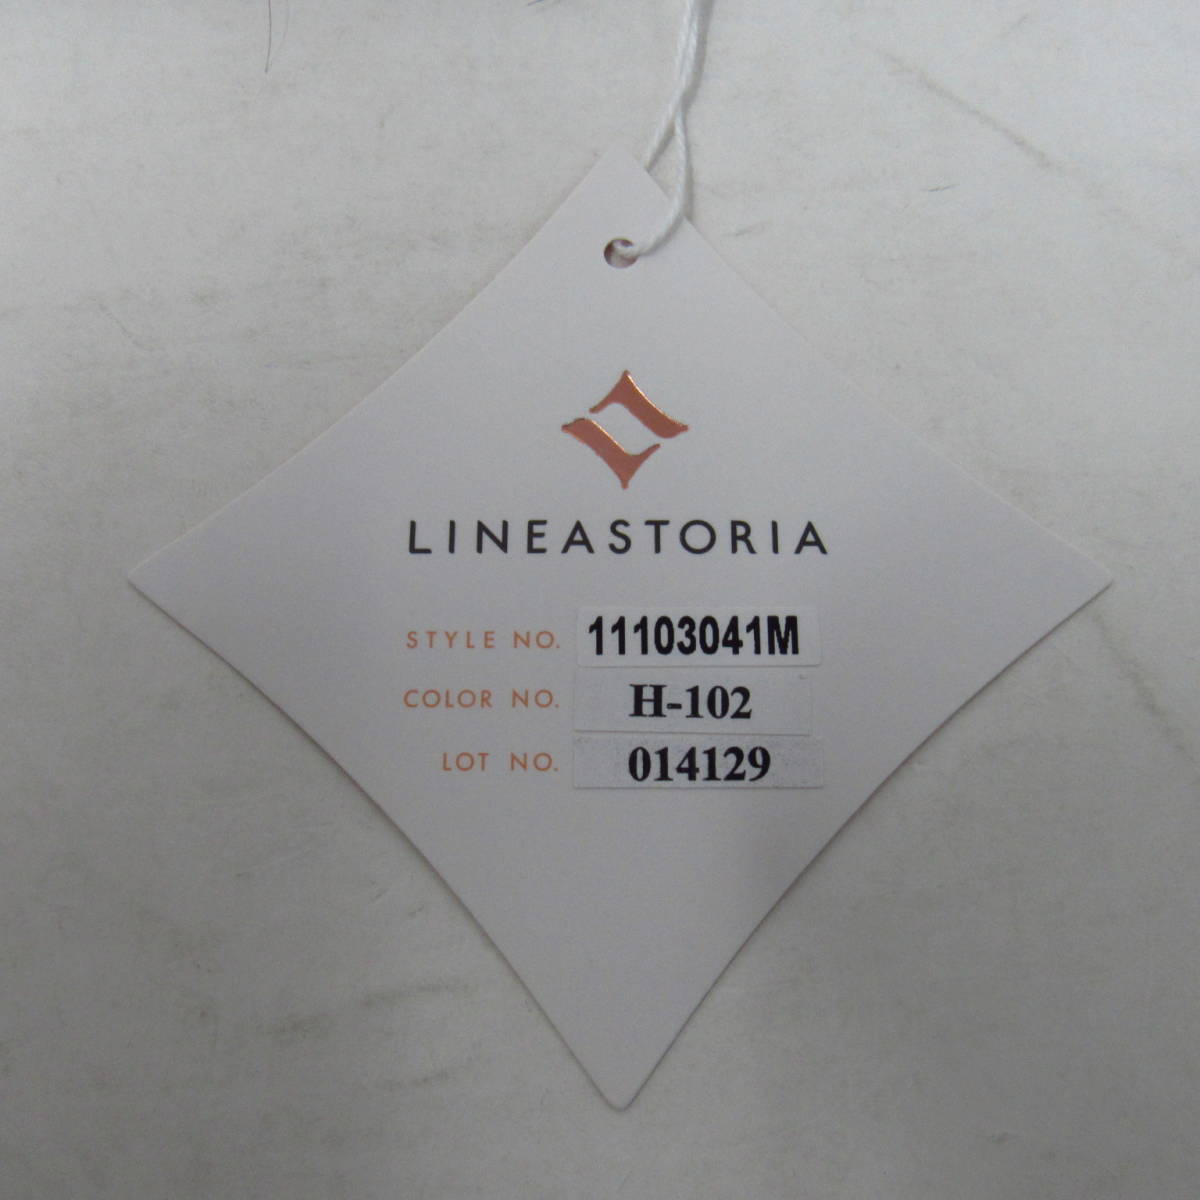 LINEASTORIA
STYLE NO. 11103041M
COLOR NO. H-102
LOT NO. 014129